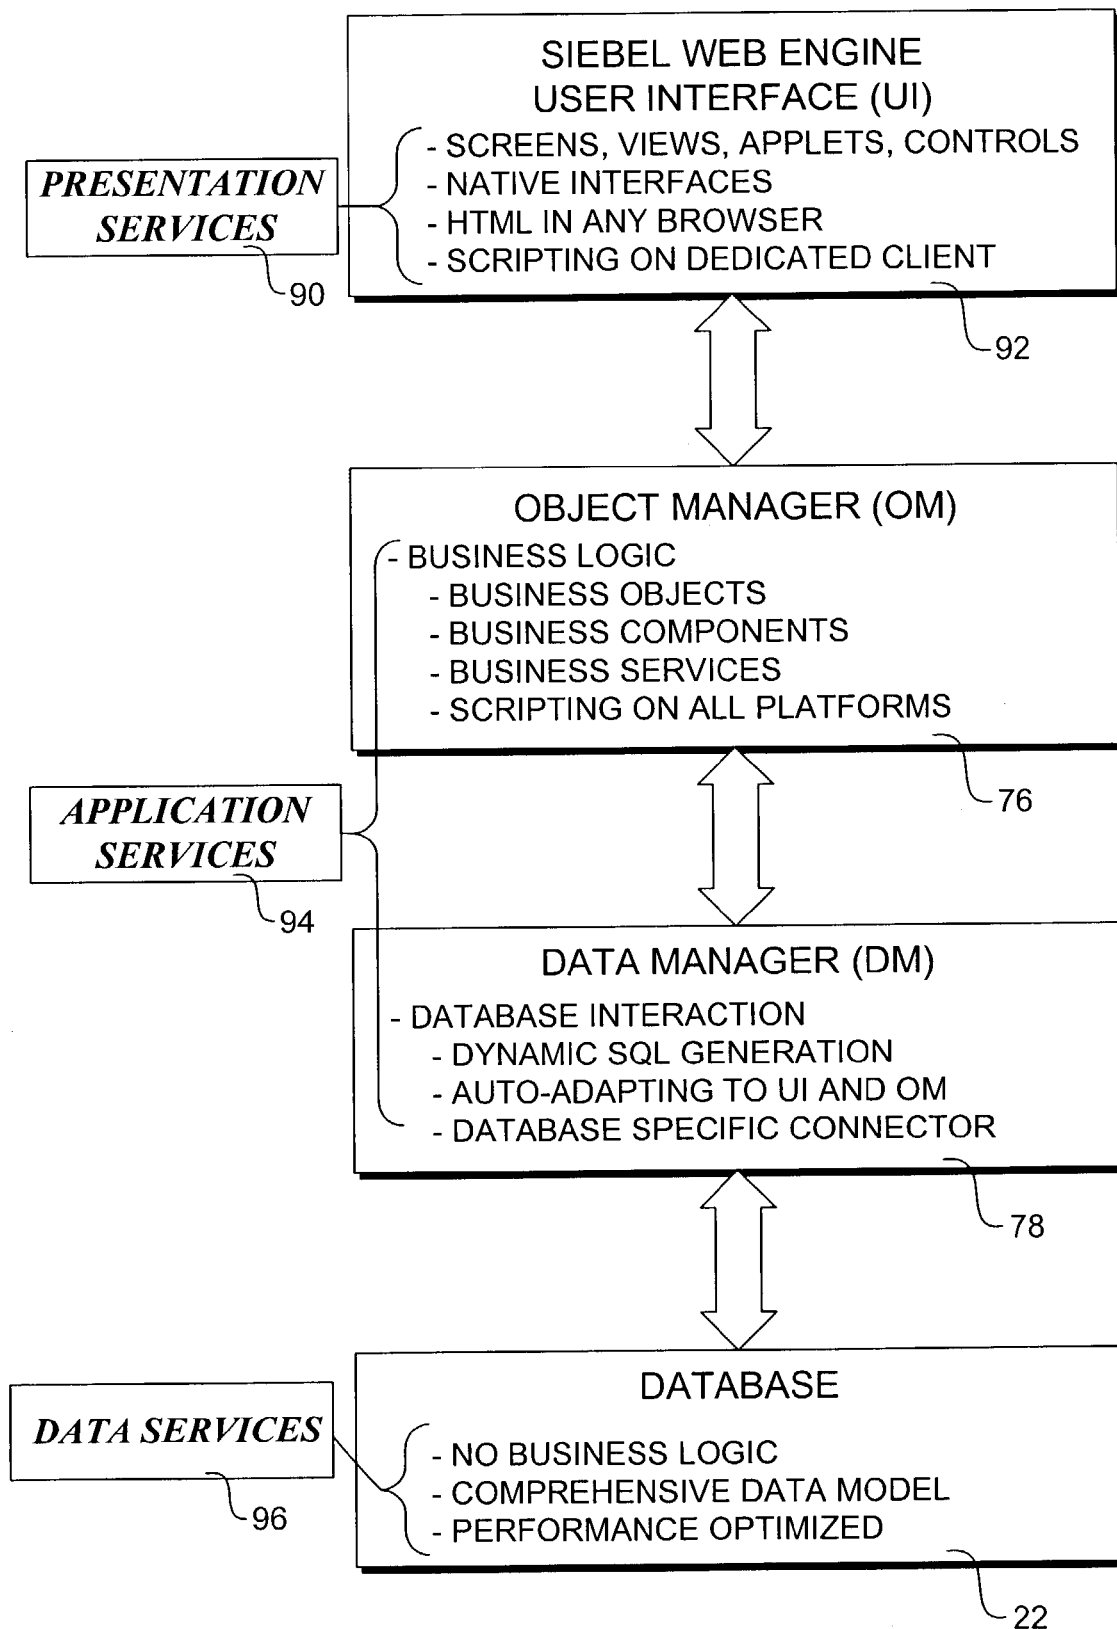 SIEBEL WEB ENGINE
USER INTERFACE (UI)
- SCREENS, VIEWS, APPLETS, CONTROLS
- NATIVE INTERFACES
- HTML IN ANY BROWSER
- SCRIPTING ON DEDICATED CLIENT
PRESENTATION
SERVICES
90
92
OBJECT MANAGER (OM)
- BUSINESS LOGIC
- BUSINESS OBJECTS
- BUSINESS COMPONENTS
- BUSINESS SERVICES
- SCRIPTING ON ALL PLATFORMS
76
APPLICATION
SERVICES
94
DATA MANAGER (DM)
- DATABASE INTERACTION
- DYNAMIC SQL GENERATION
- AUTO-ADAPTING TO UI AND OM
- DATABASE SPECIFIC CONNECTOR
78
DATABASE
- NO BUSINESS LOGIC
- COMPREHENSIVE DATA MODEL
- PERFORMANCE OPTIMIZED
DATA SERVICES
96
22